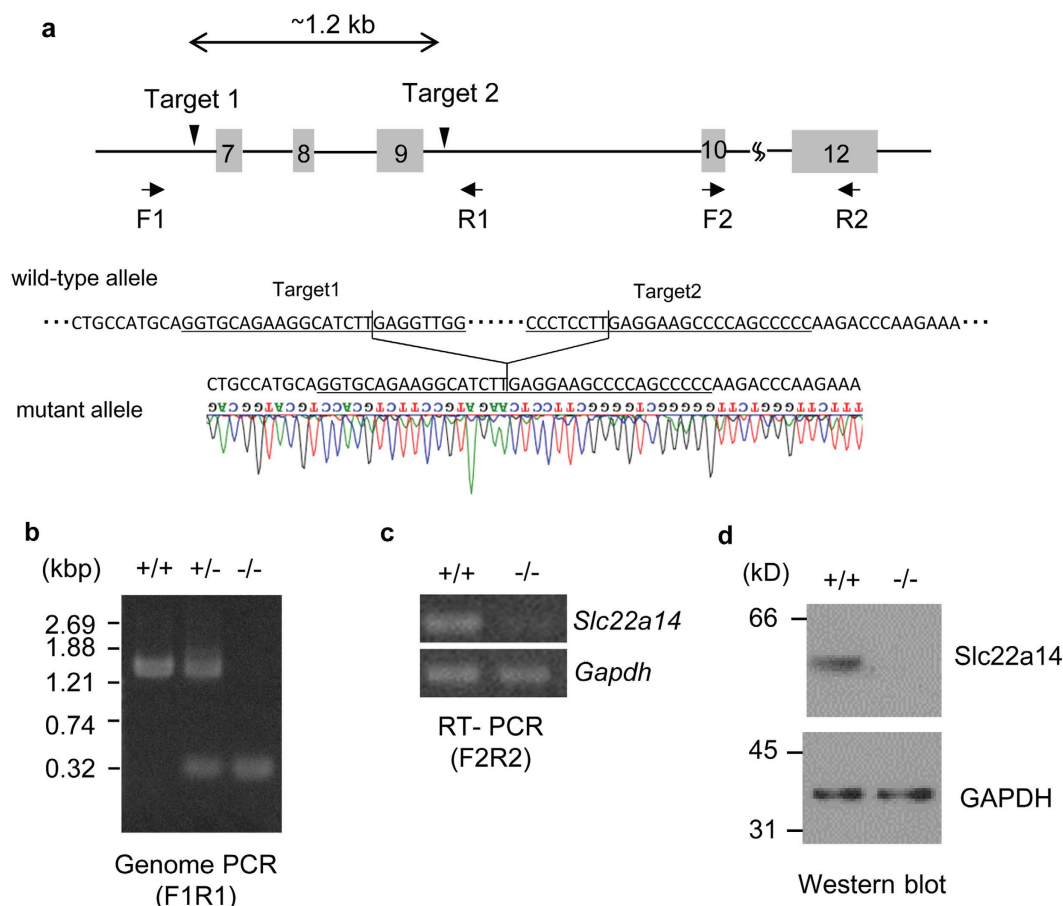 a
~1.2 kb
Target 1
Target 2
7 8 9 10 12
F1 R1 F2 R2
wild-type allele
Target1 Target2
···CTGCCATGCAGGTGCAGAAGGCATCTTGAGGTTGG······CCCTCCTTGAGGAAGCCCCAGCCCCCAAGACCCAAGAAA···
CTGCCATGCAGGTGCAGAAGGCATCTTGAGGAAGCCCCAGCCCCCAAGACCCAAGAAA
mutant allele
GACGGTACGTCCACGTCTTCCGTAGAACTCCTTCGGGGTCGGGGGTTCTGGGTTCTTT
b
(kbp) +/+ +/- -/-
2.69
1.88
1.21
0.74
0.32
Genome PCR
(F1R1)
c
+/+ -/-
Slc22a14
Gapdh
RT- PCR
(F2R2)
d
(kD) +/+ -/-
66
Slc22a14
45
GAPDH
31
Western blot